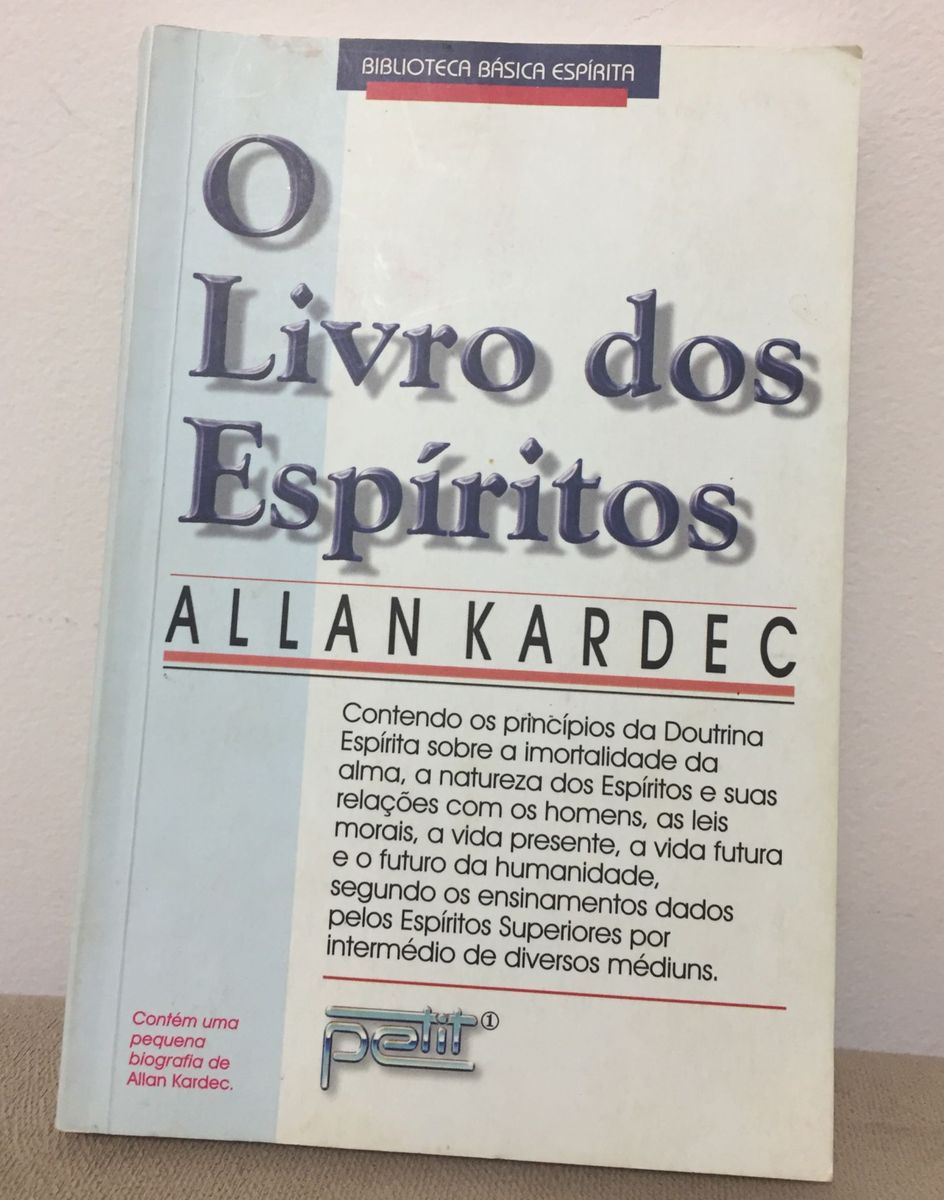 BIBLIOTECA BÁSICA ESPÍRITA
O
Livro dos
Espíritos
ALLAN KARDEC
Contendo os princípios da Doutrina
Espírita sobre a imortalidade da
alma, a natureza dos Espíritos e suas
relações com os homens, as leis
morais, a vida presente, a vida futura
e o futuro da humanidade,
segundo os ensinamentos dados
pelos Espíritos Superiores por
intermédio de diversos médiuns.
Contém uma
pequena
biografia de
Allan Kardec.
petit ①